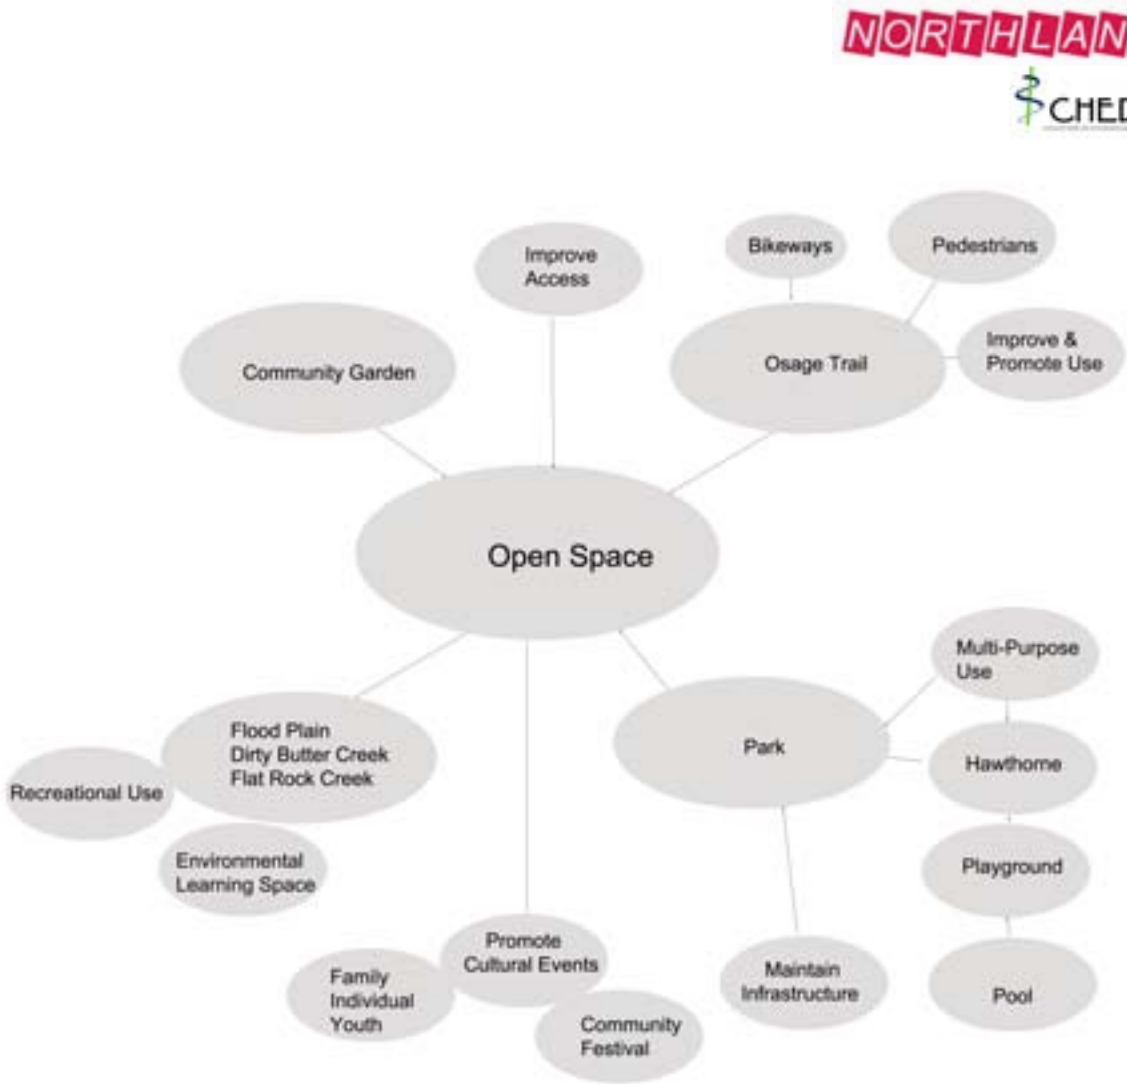 NORTHLAN
CHED
Improve
Access
Bikeways
Pedestrians
Community Garden
Osage Trail
Improve &
Promote Use
Open Space
Multi-Purpose
Use
Flood Plain
Dirty Butter Creek
Flat Rock Creek
Park
Hawthorne
Recreational Use
Environmental
Learning Space
Playground
Promote
Cultural Events
Family
Individual
Youth
Maintain
Infrastructure
Pool
Community
Festival